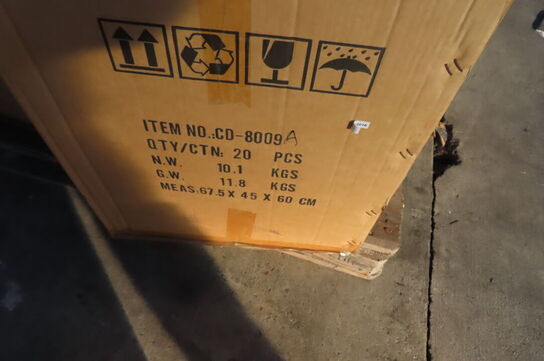 ITEM NO.:CD-8009A
QTY/CTN: 20 PCS
N.W. 10.1 KGS
G.W. 11.8 KGS
MEAS:67.5 X 45 X 60 CM